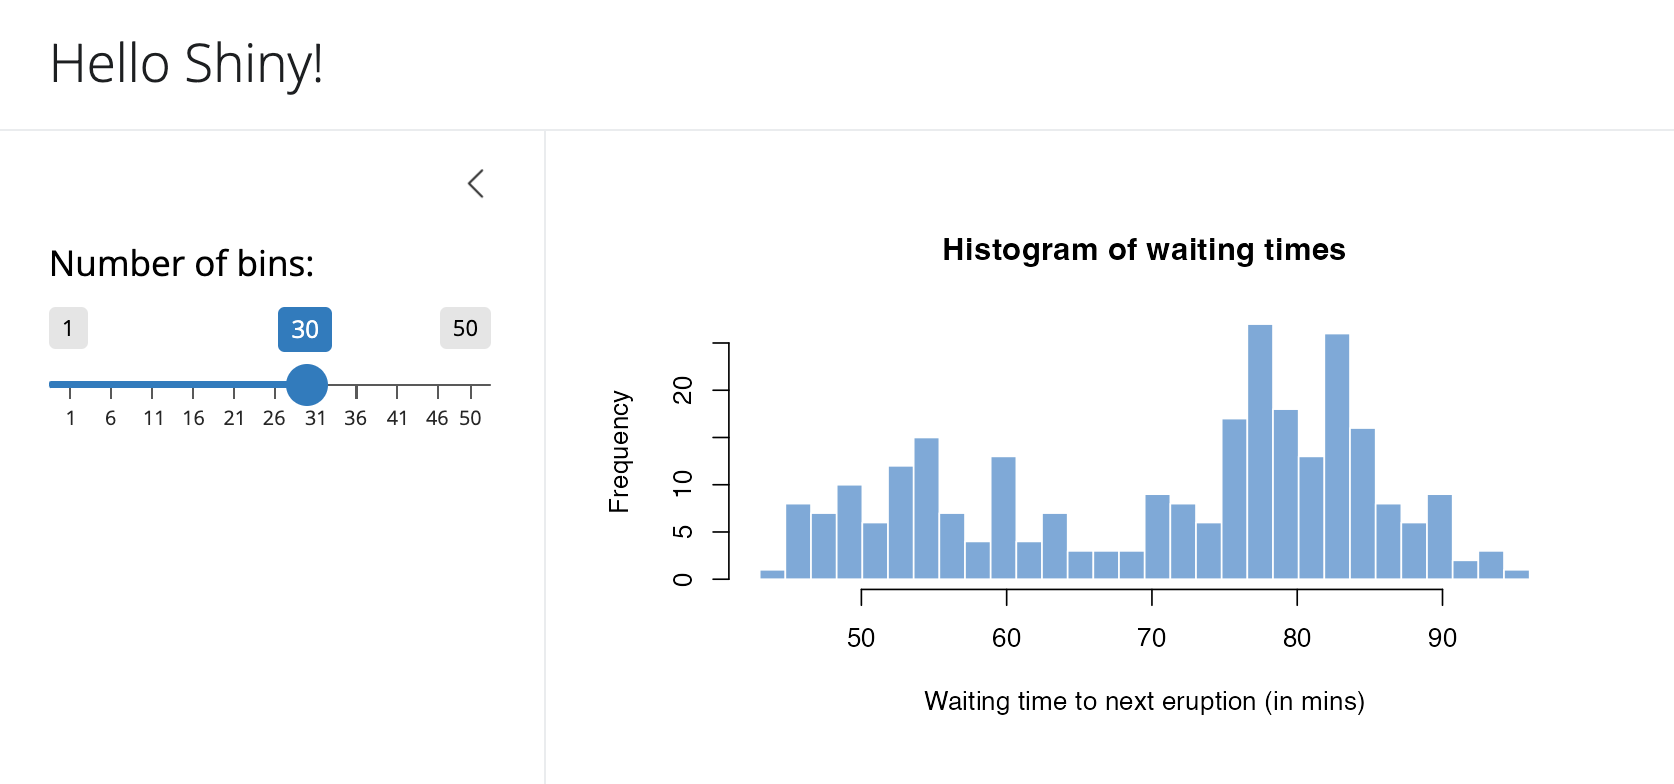 Hello Shiny!
Number of bins:
1 30 50
1 6 11 16 21 26 31 36 41 46 50
Histogram of waiting times
Frequency
20
10
5
0
50 60 70 80 90
Waiting time to next eruption (in mins)